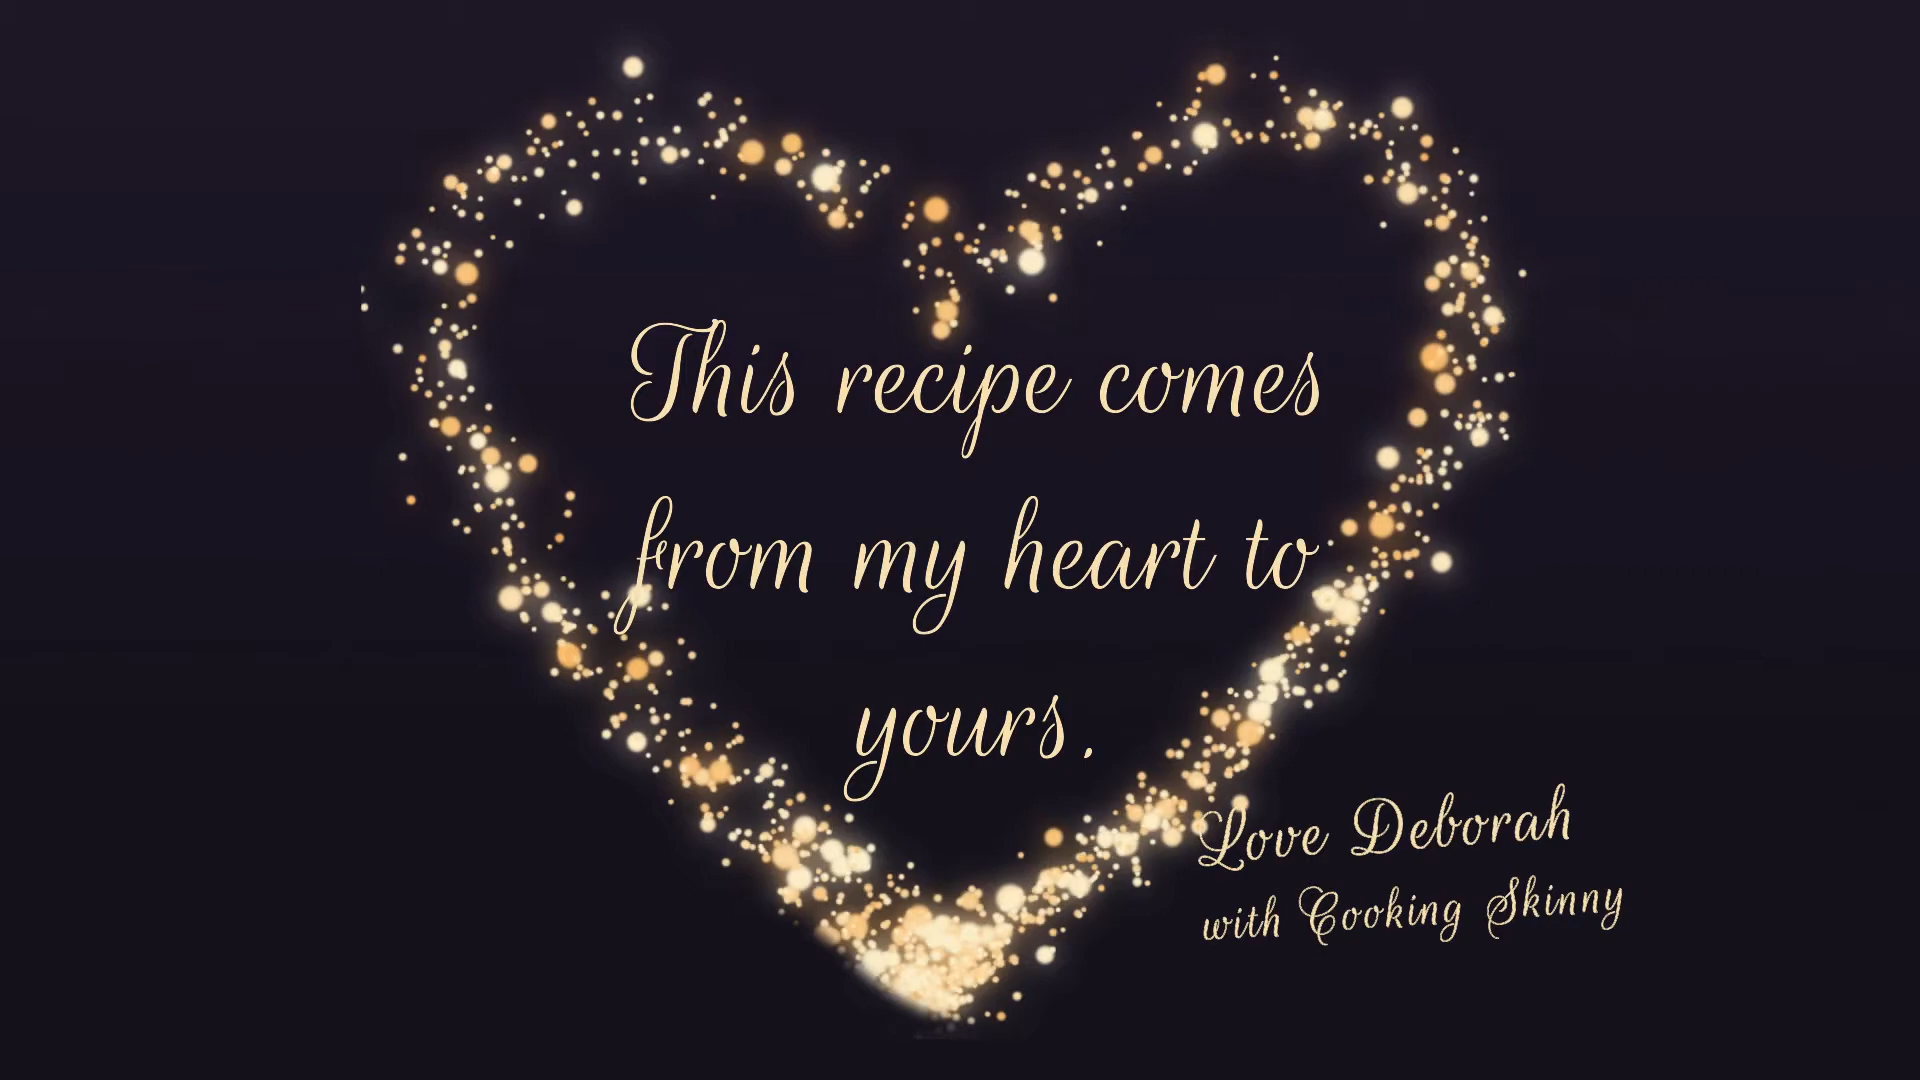 This recipe comes
from my heart to
yours.
Love Deborah
with Cooking Skinny